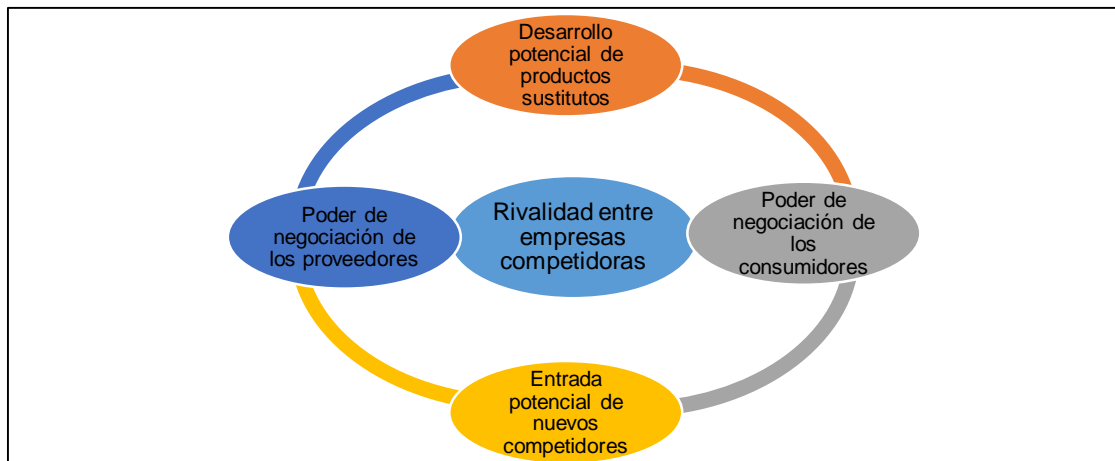 Desarrollo
potencial de
productos
sustitutos
Poder de
negociación de
los proveedores
Rivalidad entre
empresas
competidoras
Poder de
negociación de
los
consumidores
Entrada
potencial de
nuevos
competidores